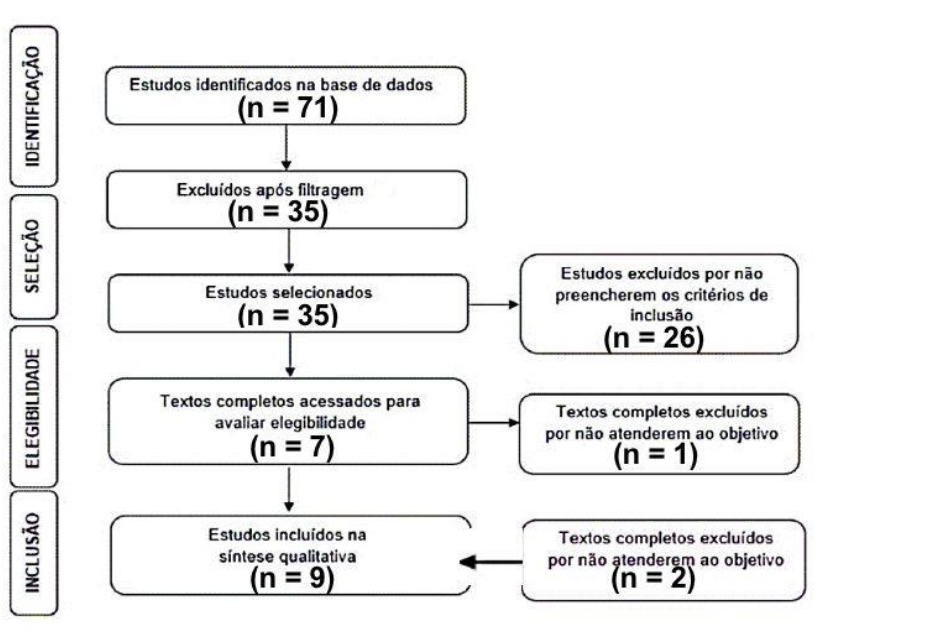 IDENTIFICAÇÃO
Estudos identificados na base de dados
(n = 71)
Excluídos após filtragem
(n = 35)
SELEÇÃO
Estudos selecionados
(n = 35)
Estudos excluídos por não
preencherem os critérios de
inclusão
(n = 26)
ELEGIBILIDADE
Textos completos acessados para
avaliar elegibilidade
(n = 7)
Textos completos excluídos
por não atenderem ao objetivo
(n = 1)
INCLUSÃO
Estudos incluídos na
síntese qualitativa
(n = 9)
Textos completos excluídos
por não atenderem ao objetivo
(n = 2)